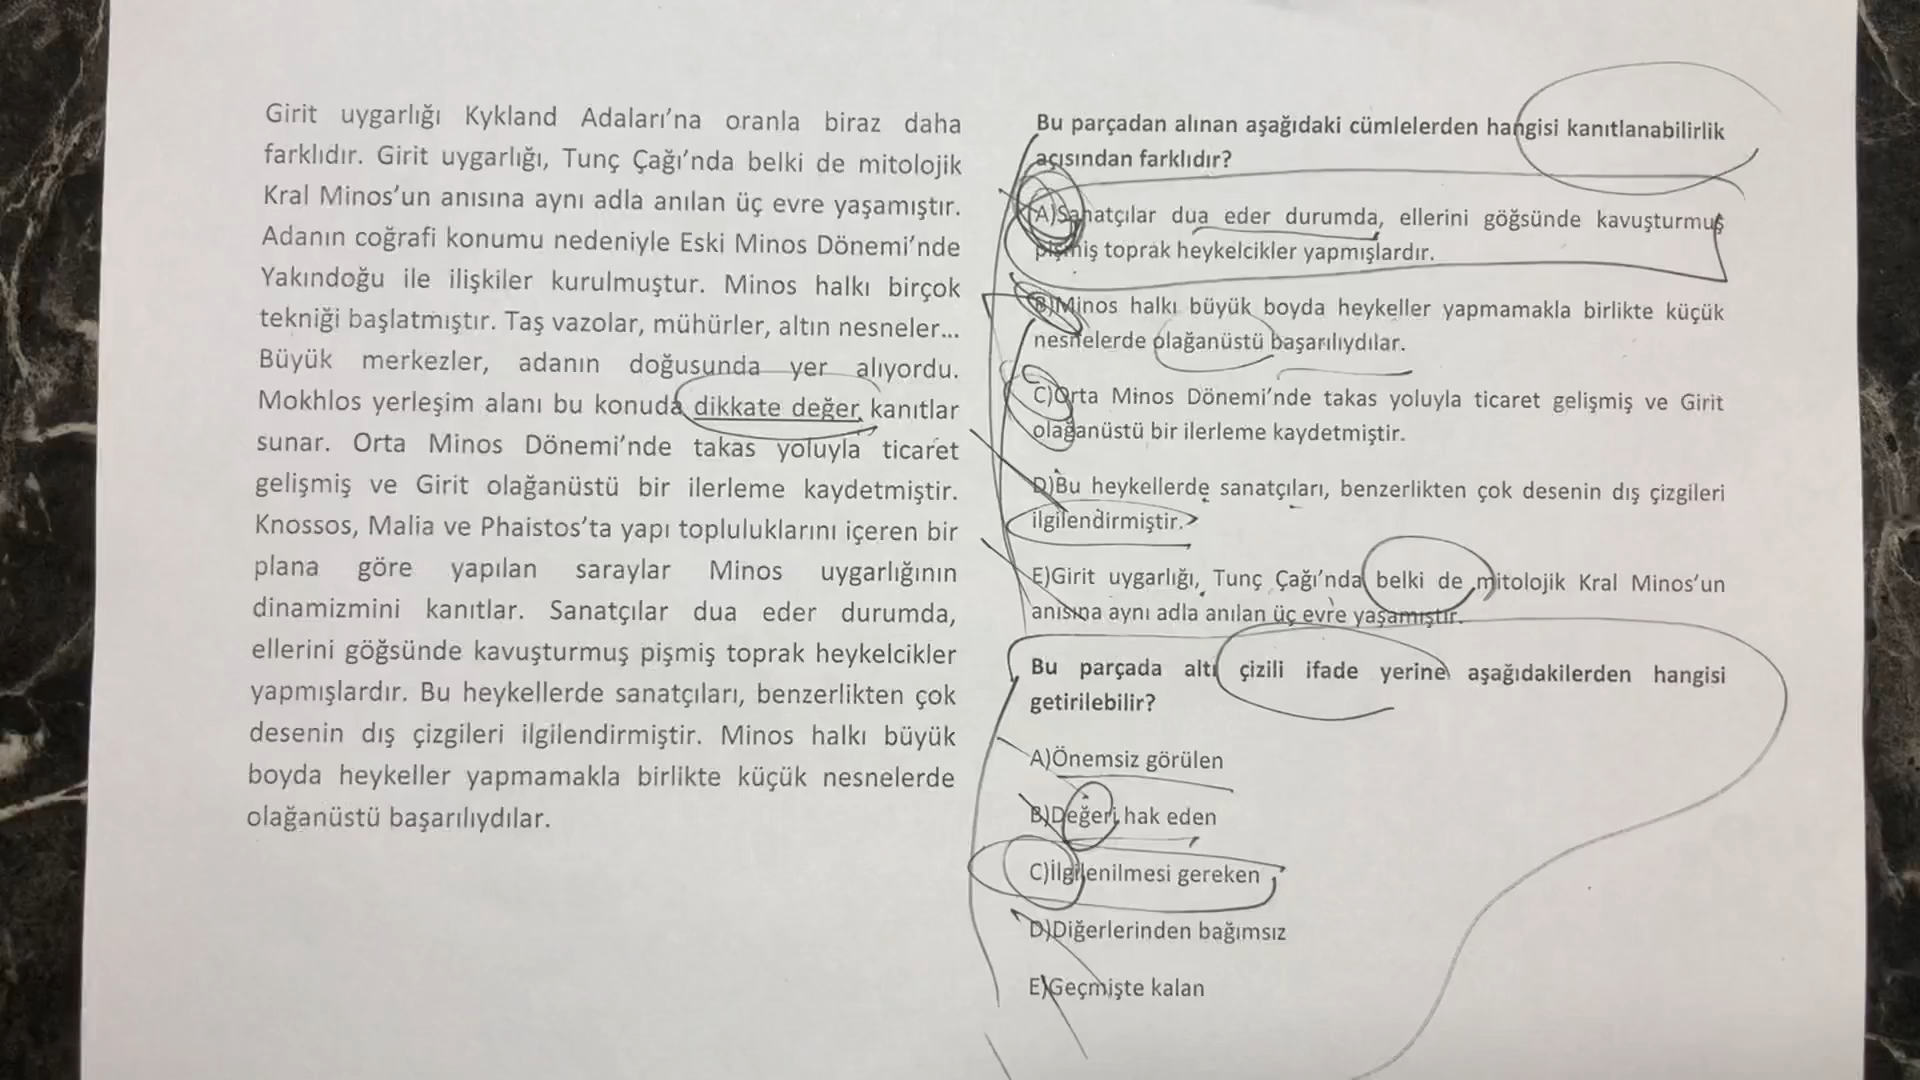 Girit uygarlığı Kykland Adaları’na oranla biraz daha
farklıdır. Girit uygarlığı, Tunç Çağı’nda belki de mitolojik
Kral Minos’un anısına aynı adla anılan üç evre yaşamıştır.
Adanın coğrafi konumu nedeniyle Eski Minos Dönemi’nde
Yakındoğu ile ilişkiler kurulmuştur. Minos halkı birçok
tekniği başlatmıştır. Taş vazolar, mühürler, altın nesneler...
Büyük merkezler, adanın doğusunda yer alıyordu.
Mokhlos yerleşim alanı bu konuda dikkate değer kanıtlar
sunar. Orta Minos Dönemi’nde takas yoluyla ticaret
gelişmiş ve Girit olağanüstü bir ilerleme kaydetmiştir.
Knossos, Malia ve Phaistos’ta yapı topluluklarını içeren bir
plana göre yapılan saraylar Minos uygarlığının
dinamizmini kanıtlar. Sanatçılar dua eder durumda,
ellerini göğsünde kavuşturmuş pişmiş toprak heykelcikler
yapmışlardır. Bu heykellerde sanatçıları, benzerlikten çok
desenin dış çizgileri ilgilendirmiştir. Minos halkı büyük
boyda heykeller yapmamakla birlikte küçük nesnelerde
olağanüstü başarılıydılar.
Bu parçadan alınan aşağıdaki cümlelerden hangisi kanıtlanabilirlik
açısından farklıdır?
A)Sanatçılar dua eder durumda, ellerini göğsünde kavuşturmuş
pişmiş toprak heykelcikler yapmışlardır.
B)Minos halkı büyük boyda heykeller yapmamakla birlikte küçük
nesnelerde olağanüstü başarılıydılar.
C)Orta Minos Dönemi’nde takas yoluyla ticaret gelişmiş ve Girit
olağanüstü bir ilerleme kaydetmiştir.
D)Bu heykellerde sanatçıları, benzerlikten çok desenin dış çizgileri
ilgilendirmiştir.
E)Girit uygarlığı, Tunç Çağı’nda belki de mitolojik Kral Minos’un
anısına aynı adla anılan üç evre yaşamıştır.
Bu parçada altı çizili ifade yerine aşağıdakilerden hangisi
getirilebilir?
A)Önemsiz görülen
B)Değeri hak eden
C)İlgilenilmesi gereken
D)Diğerlerinden bağımsız
E)Geçmişte kalan